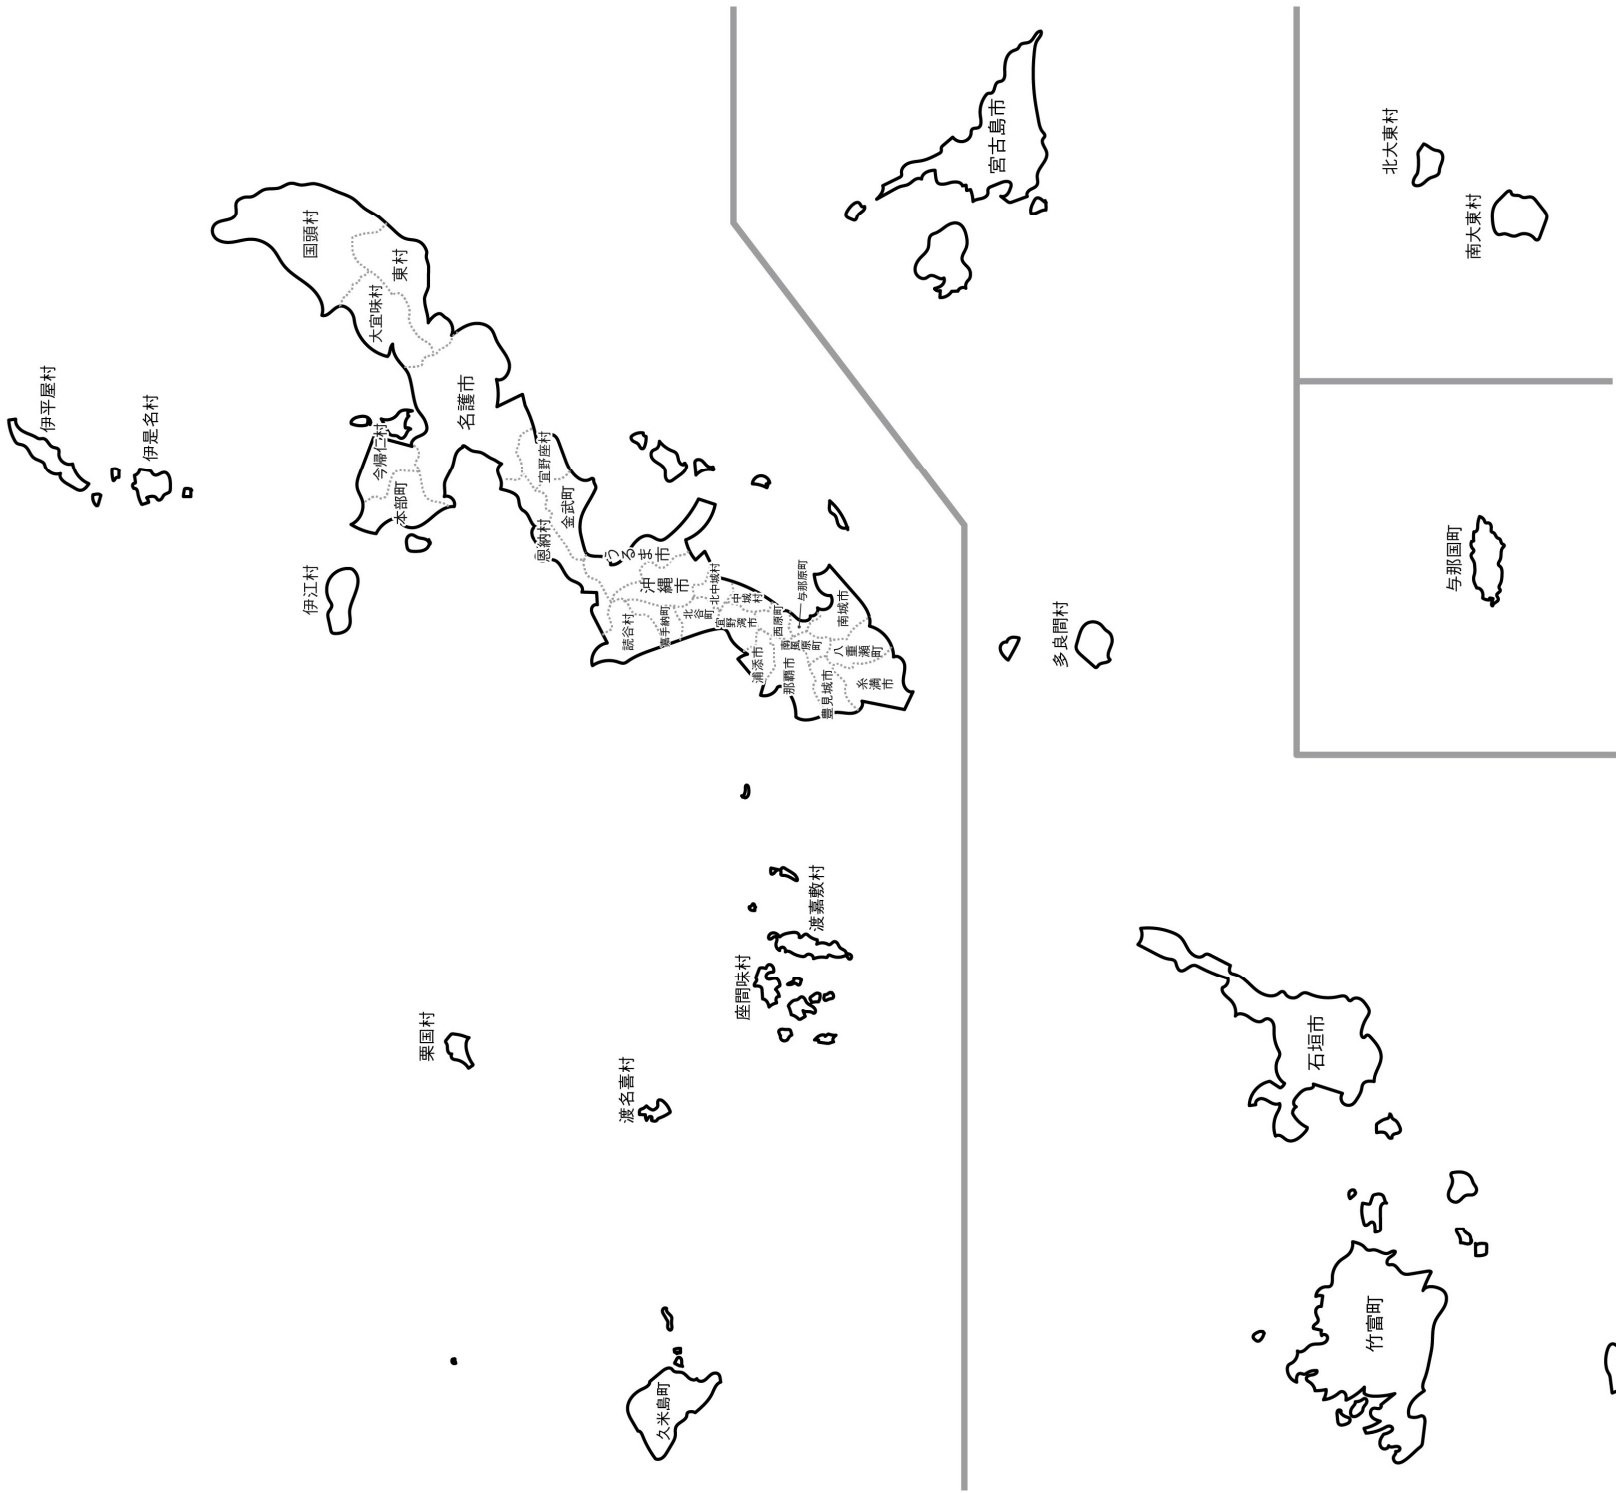 伊平屋村
伊是名村
伊江村
国頭村
東村
大宜味村
名護市
今帰仁村
本部町
宜野座村
金武町
恩納村
うるま市
沖縄市
読谷村
嘉手納町
北谷町
北中城村
中城村
宜野湾市
西原町
与那原町
浦添市
那覇市
南風原町
南城市
八重瀬町
豊見城市
糸満市
粟国村
渡名喜村
座間味村
渡嘉敷村
久米島町
宮古島市
多良間村
石垣市
竹富町
北大東村
南大東村
与那国町